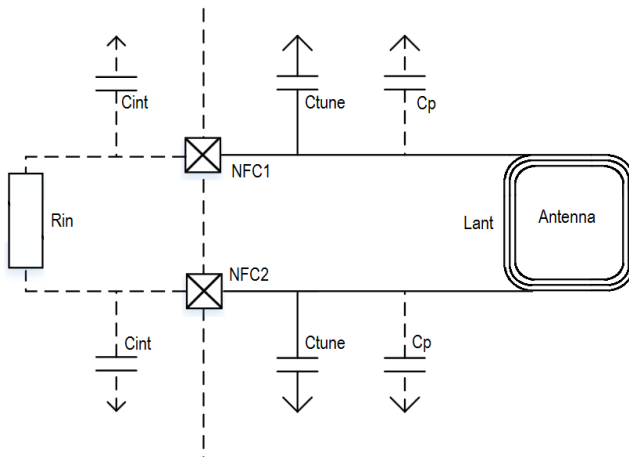 Cint
Ctune
Cp
NFC1
Rin
Lant
Antenna
NFC2
Cint
Ctune
Cp